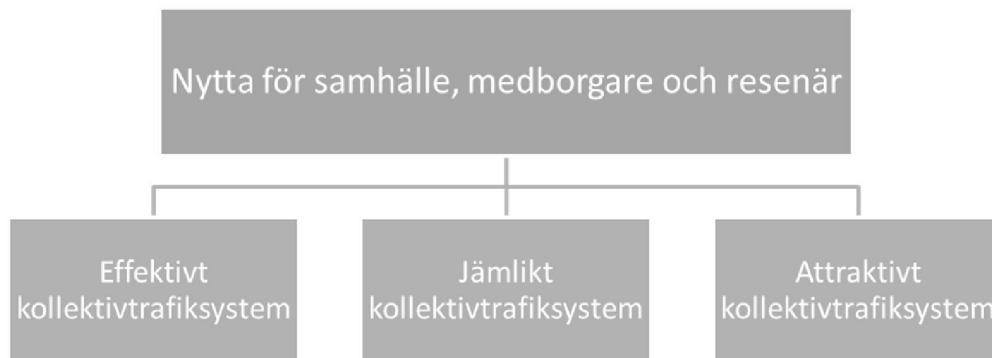 Nytta för samhälle, medborgare och resenär
Effektivt
kollektivtrafiksystem
Jämlikt
kollektivtrafiksystem
Attraktivt
kollektivtrafiksystem